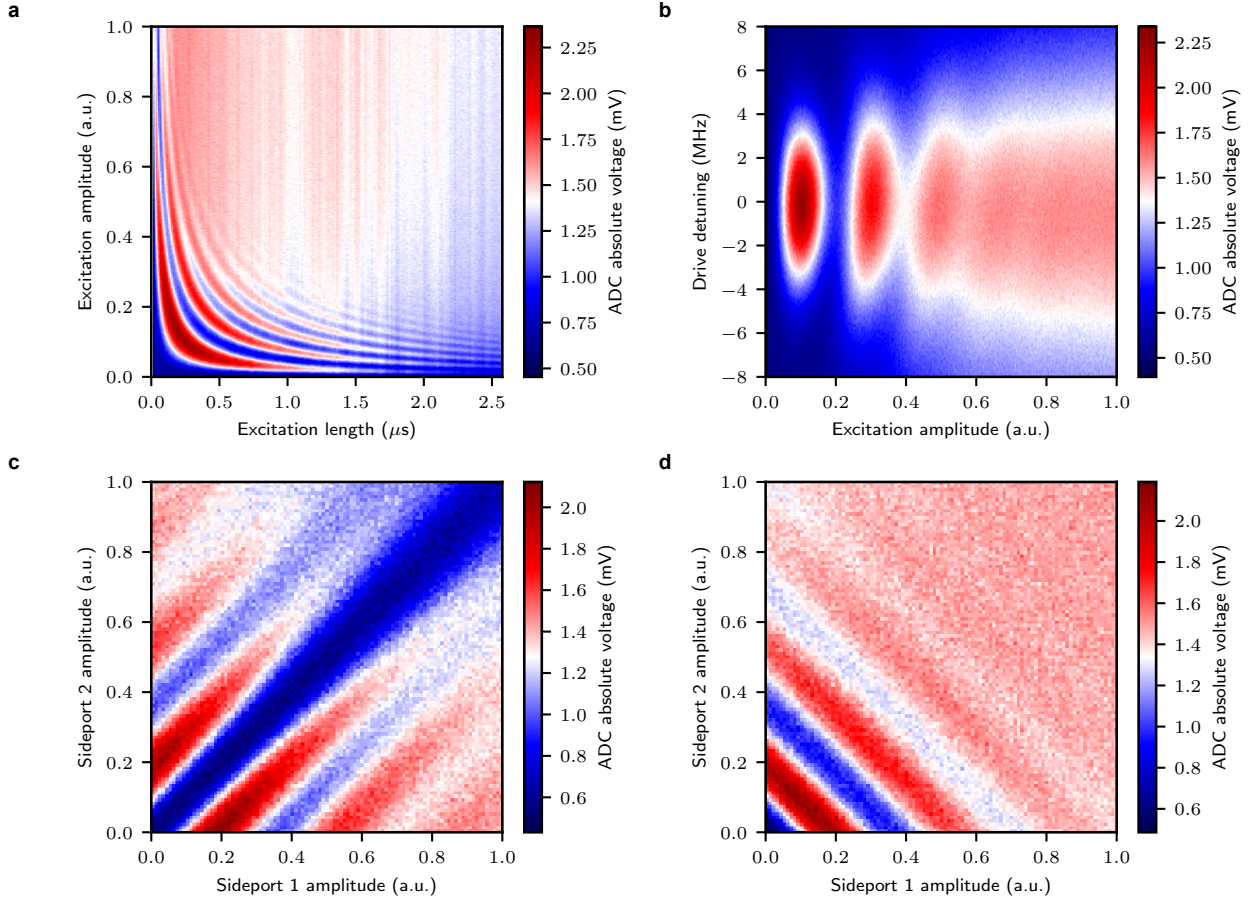 a
Excitation amplitude (a.u.)
1.0
0.8
0.6
0.4
0.2
0.0
0.0 0.5 1.0 1.5 2.0 2.5
Excitation length (μs)
2.25
2.00
1.75
1.50
1.25
1.00
0.75
0.50
ADC absolute voltage (mV)
b
Drive detuning (MHz)
8
6
4
2
0
−2
−4
−6
−8
0.0 0.2 0.4 0.6 0.8 1.0
Excitation amplitude (a.u.)
2.25
2.00
1.75
1.50
1.25
1.00
0.75
0.50
ADC absolute voltage (mV)
c
Sideport 2 amplitude (a.u.)
1.0
0.8
0.6
0.4
0.2
0.0
0.0 0.2 0.4 0.6 0.8 1.0
Sideport 1 amplitude (a.u.)
2.0
1.8
1.6
1.4
1.2
1.0
0.8
0.6
ADC absolute voltage (mV)
d
Sideport 2 amplitude (a.u.)
1.0
0.8
0.6
0.4
0.2
0.0
0.0 0.2 0.4 0.6 0.8 1.0
Sideport 1 amplitude (a.u.)
2.0
1.8
1.6
1.4
1.2
1.0
0.8
0.6
ADC absolute voltage (mV)